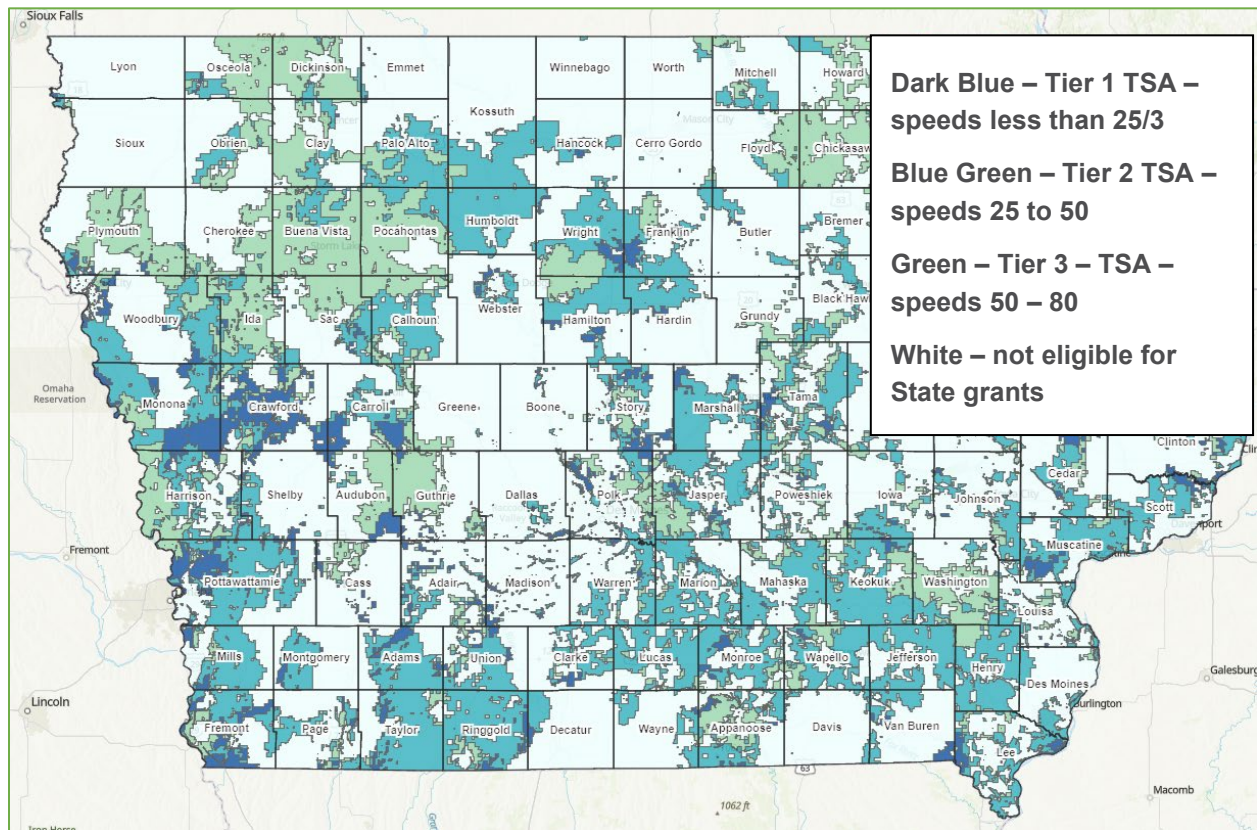 Sioux Falls
Lyon
Osceola
Dickinson
Emmet
Winnebago
Worth
Mitchell
Howard
Kossuth
Sioux
Obrien
Clay
Palo Alto
Hancock
Cerro Gordo
Floyd
Chickasaw
Plymouth
Cherokee
Buena Vista
Pocahontas
Humboldt
Wright
Franklin
Butler
Bremer
Woodbury
Ida
Sac
Calhoun
Webster
Hamilton
Hardin
Grundy
Black Haw
Omaha
Reservation
Monona
Crawford
Carroll
Greene
Boone
Story
Marshall
Tama
Clinton
Harrison
Shelby
Audubon
Guthrie
Dallas
Polk
Jasper
Poweshiek
Iowa
Johnson
Cedar
Scott
Fremont
Pottawattamie
Cass
Adair
Madison
Warren
Marion
Mahaska
Keokuk
Washington
Muscatine
Louisa
Mills
Montgomery
Adams
Union
Clarke
Lucas
Monroe
Wapello
Jefferson
Henry
Des Moines
Galesburg
Burlington
Lincoln
Fremont
Page
Taylor
Ringgold
Decatur
Wayne
Appanoose
Davis
Van Buren
Lee
63
1062 ft
Macomb
Dark Blue – Tier 1 TSA –
speeds less than 25/3
Blue Green – Tier 2 TSA –
speeds 25 to 50
Green – Tier 3 – TSA –
speeds 50 – 80
White – not eligible for
State grants